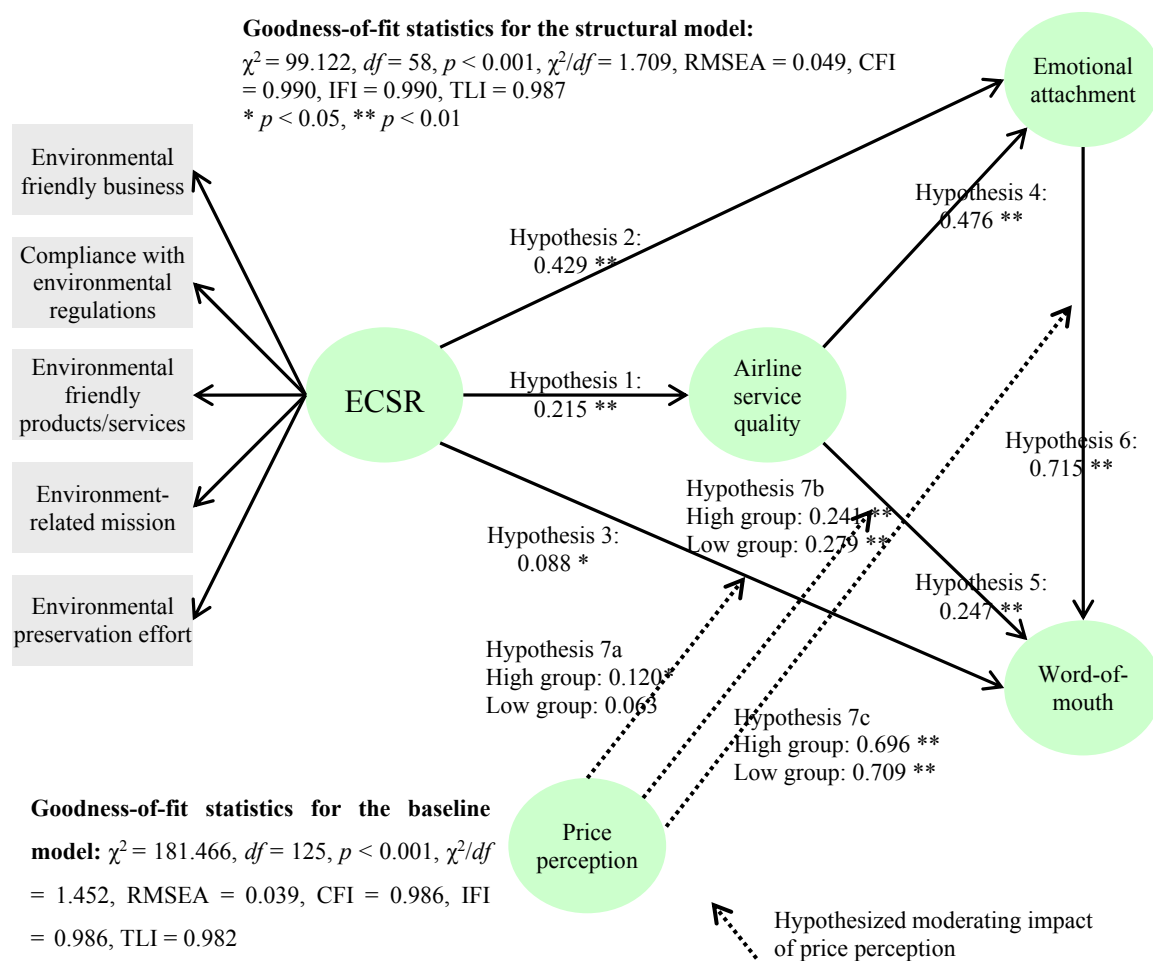 Goodness-of-fit statistics for the structural model:
χ² = 99.122, df = 58, p < 0.001, χ²/df = 1.709, RMSEA = 0.049, CFI
= 0.990, IFI = 0.990, TLI = 0.987
* p < 0.05, ** p < 0.01
Emotional
attachment
Environmental
friendly business
Compliance with
environmental
regulations
Environmental
friendly
products/services
Environment-
related mission
Environmental
preservation effort
ECSR
Hypothesis 2:
0.429 **
Hypothesis 1:
0.215 **
Hypothesis 3:
0.088 *
Airline
service
quality
Hypothesis 4:
0.476 **
Hypothesis 6:
0.715 **
Hypothesis 7b
High group: 0.241 **
Low group: 0.279 **
Hypothesis 5:
0.247 **
Hypothesis 7a
High group: 0.120*
Low group: 0.063
Word-of-
mouth
Hypothesis 7c
High group: 0.696 **
Low group: 0.709 **
Price
perception
Goodness-of-fit statistics for the baseline
model: χ² = 181.466, df = 125, p < 0.001, χ²/df
= 1.452, RMSEA = 0.039, CFI = 0.986, IFI
= 0.986, TLI = 0.982
Hypothesized moderating impact
of price perception